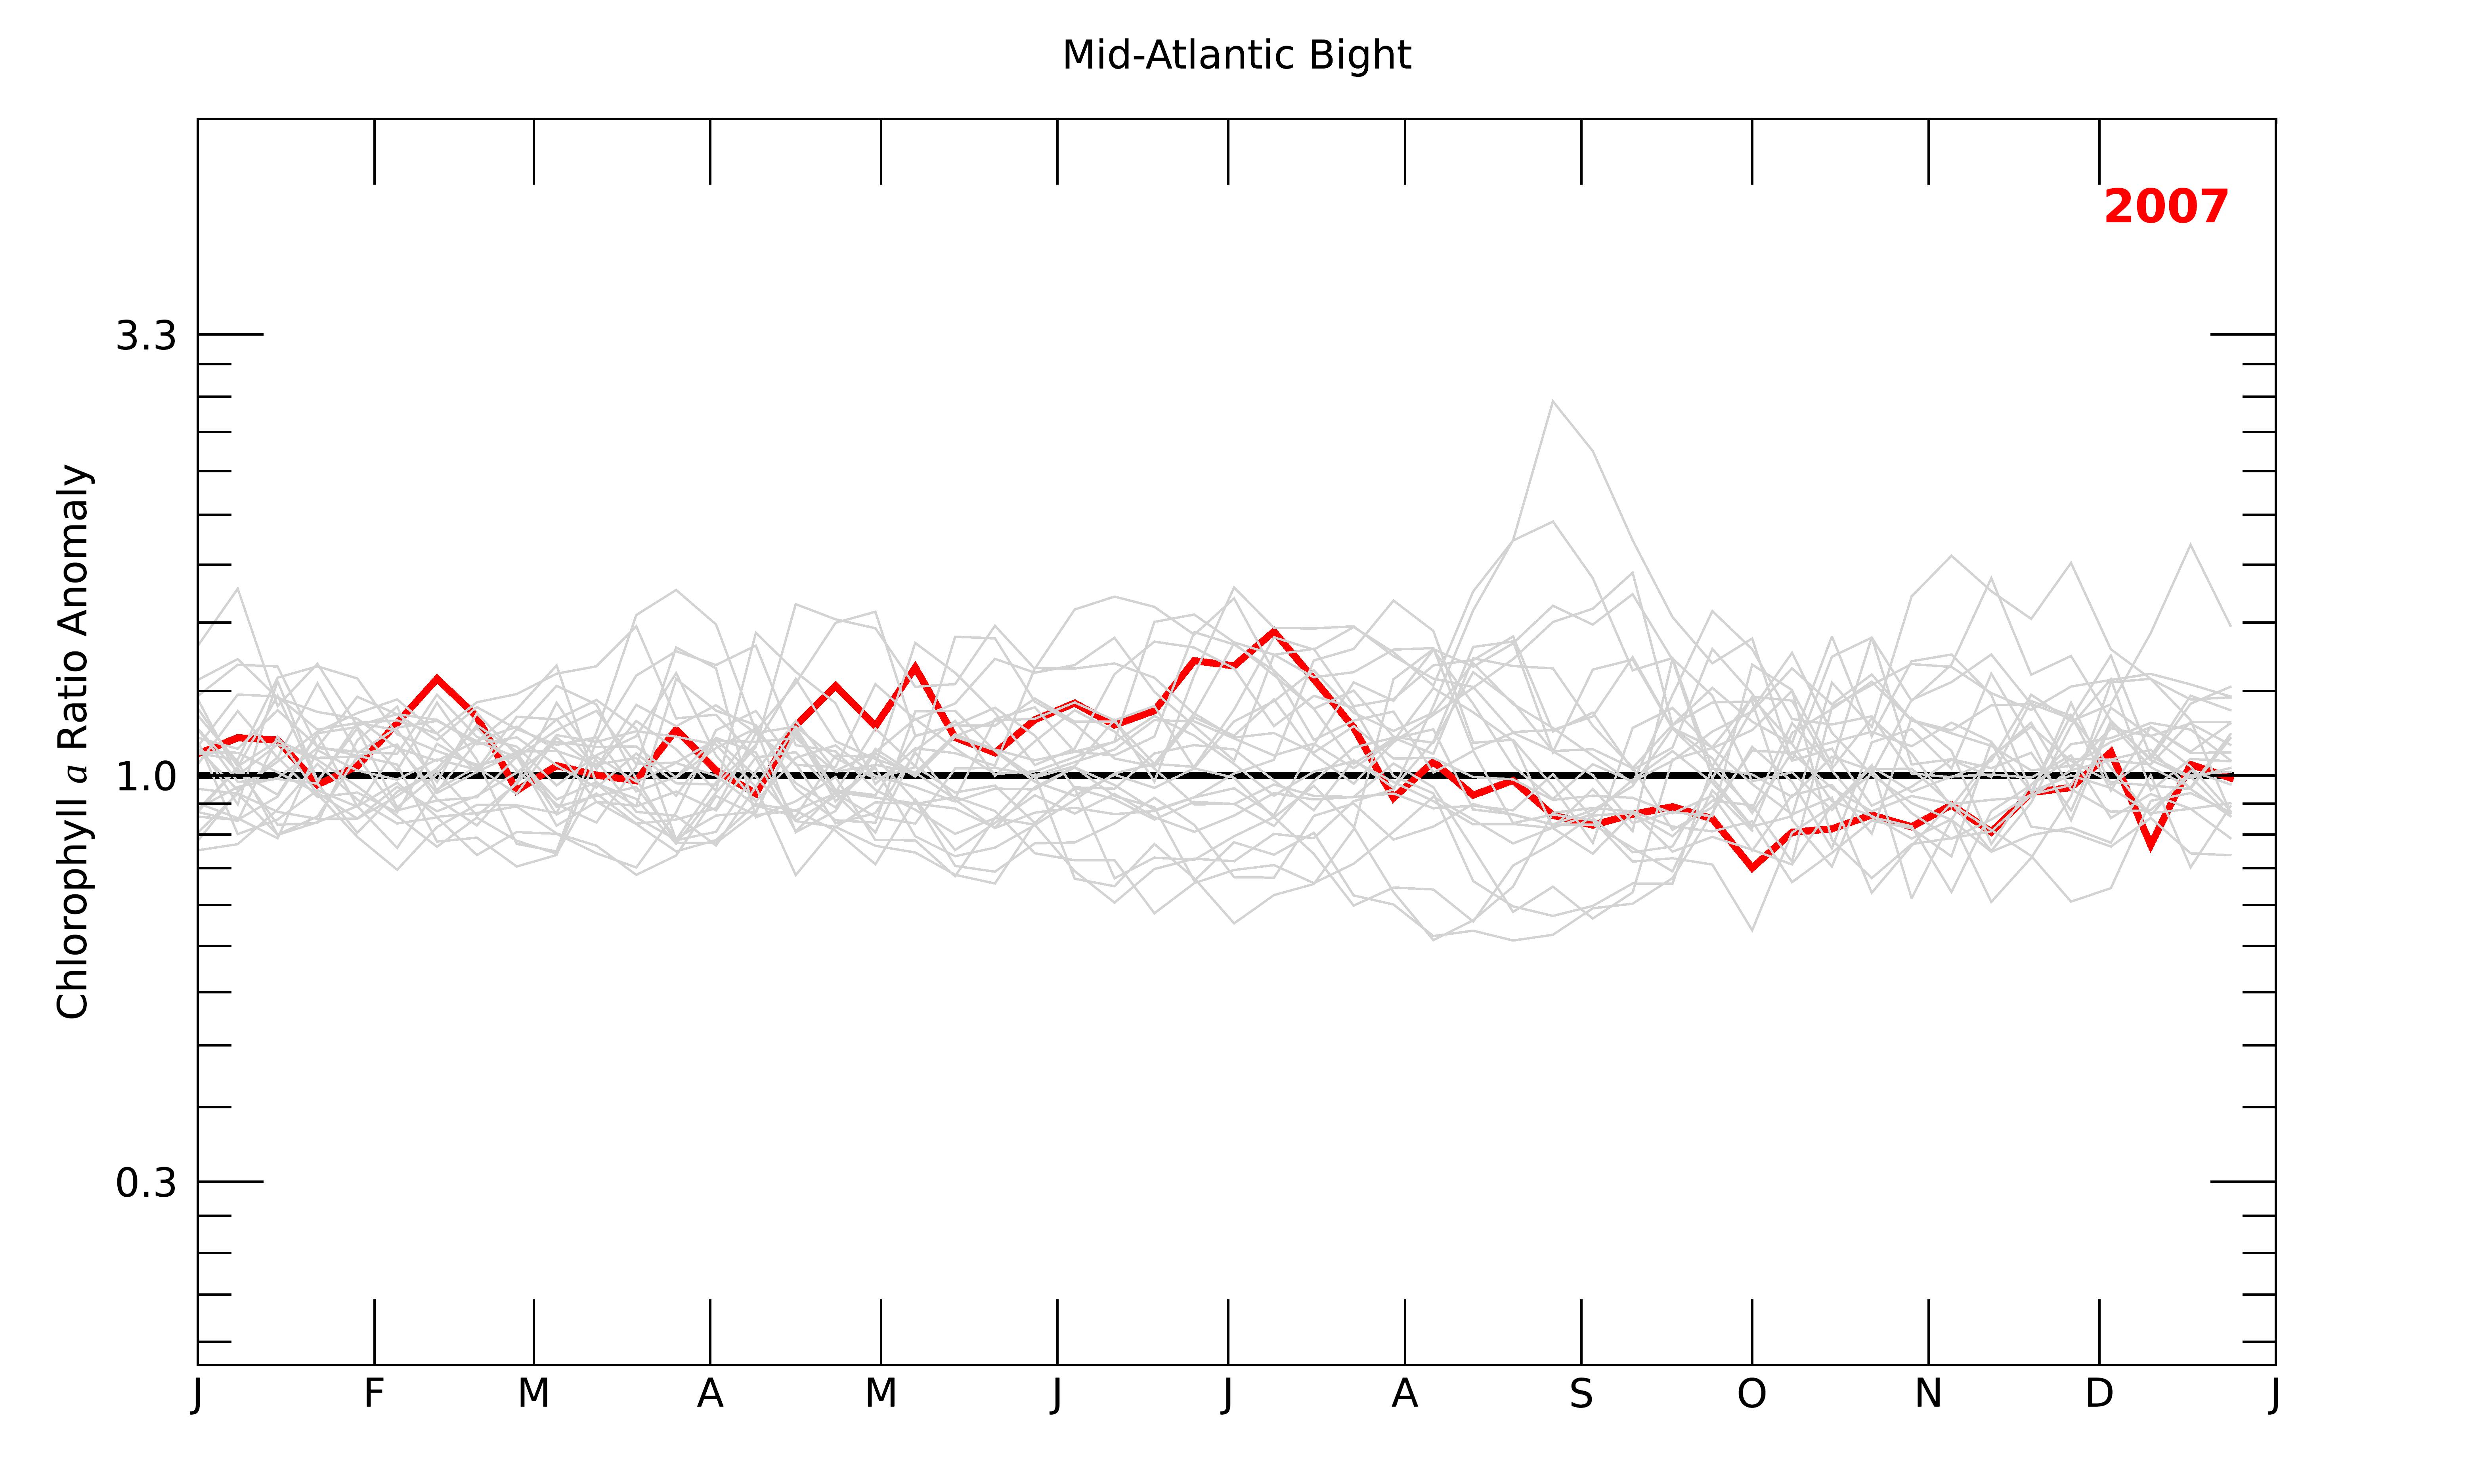 Mid-Atlantic Bight
2007
3.3
1.0
0.3
Chlorophyll a Ratio Anomaly
J F M A M J J A S O N D J